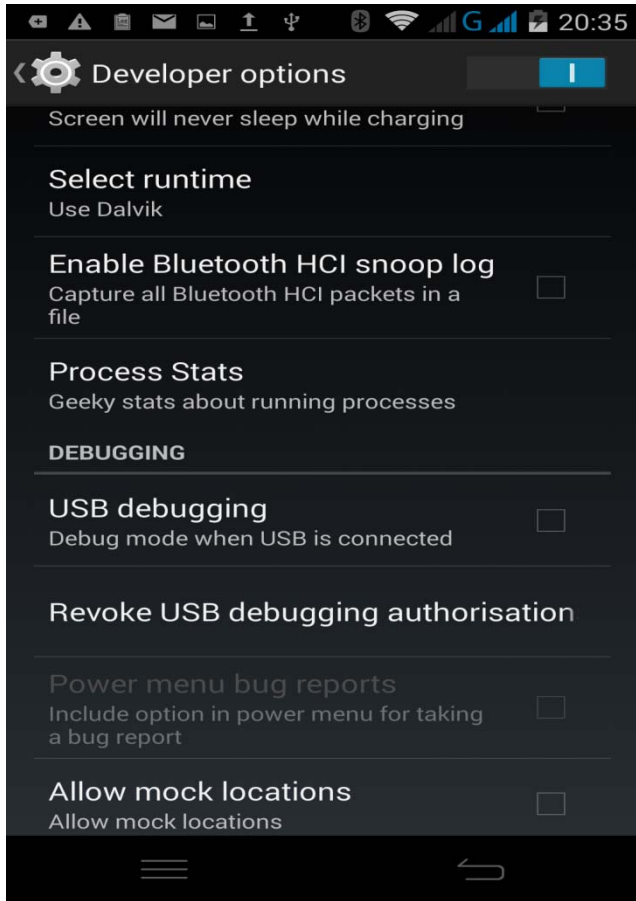 G 20:35
Developer options
Screen will never sleep while charging
Select runtime
Use Dalvik
Enable Bluetooth HCI snoop log
Capture all Bluetooth HCI packets in a
file
Process Stats
Geeky stats about running processes
DEBUGGING
USB debugging
Debug mode when USB is connected
Revoke USB debugging authorisation
Power menu bug reports
Include option in power menu for taking
a bug report
Allow mock locations
Allow mock locations